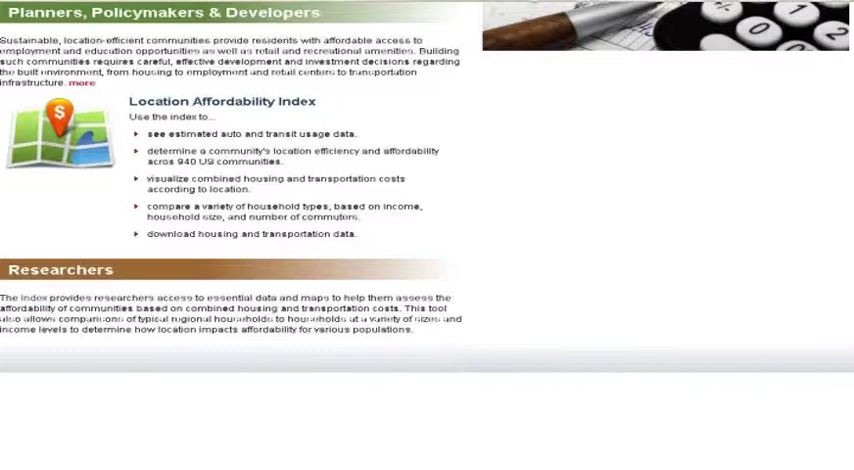 Planners, Policymakers & Developers
Sustainable, location-efficient communities provide residents with affordable access to
employment and education opportunities as well as retail and recreational amenities. Building
such communities requires careful, effective development and investment decisions regarding
the built environment, from housing to employment and retail centers to transportation
infrastructure. more
Location Affordability Index
Use the index to...
see estimated auto and transit usage data.
determine a community's location efficiency and affordability
acros 940 US communities.
visualize combined housing and transportation costs
according to location.
compare a variety of household types, based on income,
household size, and number of commuters.
download housing and transportation data.
Researchers
The index provides researchers access to essential data and maps to help them assess the
affordability of communities based on combined housing and transportation costs. This tool
also allows comparisons of typical regional households to households at a variety of sizes and
income levels to determine how location impacts affordability for various populations.